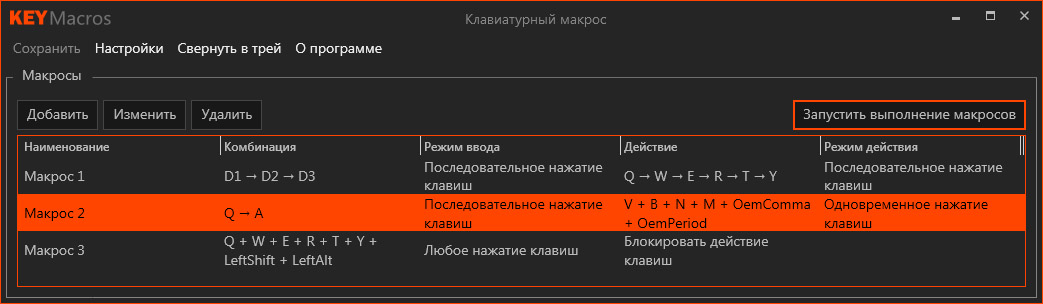 KEYMacros Клавиатурный макрос
Сохранить Настройки Свернуть в трей О программе
Макросы
Добавить Изменить Удалить Запустить выполнение макросов
Наименование Комбинация Режим ввода Действие Режим действия
Макрос 1 D1 → D2 → D3 Последовательное нажатие клавиш Q → W → E → R → T → Y Последовательное нажатие клавиш
Макрос 2 Q → A Последовательное нажатие клавиш V + B + N + M + OemComma + OemPeriod Одновременное нажатие клавиш
Макрос 3 Q + W + E + R + T + Y + LeftShift + LeftAlt Любое нажатие клавиш Блокировать действие клавиш